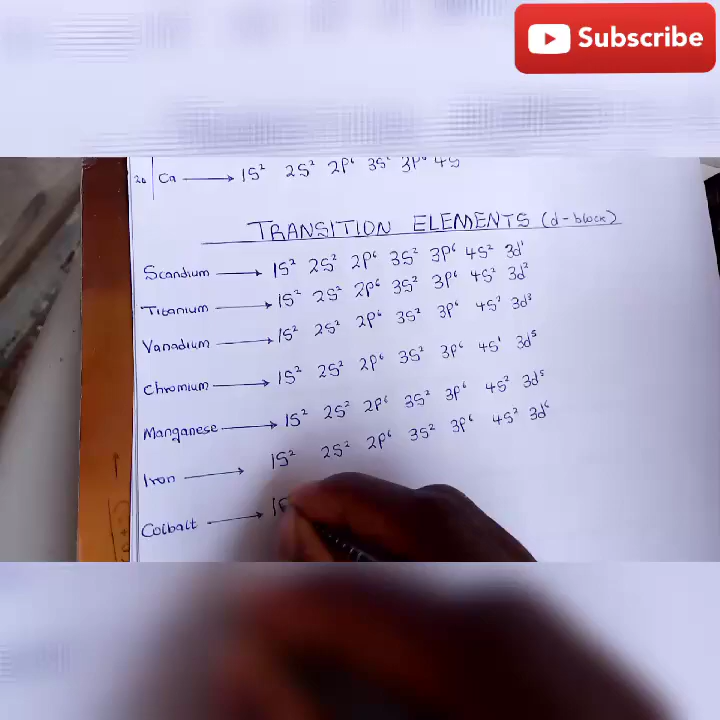 Subscribe
20 Ca → 1S² 2S² 2P⁶ 3S² 3P⁶ 4S
TRANSITION ELEMENTS (d-block)
Scandium → 1S² 2S² 2P⁶ 3S² 3P⁶ 4S² 3d¹
Titanium → 1S² 2S² 2P⁶ 3S² 3P⁶ 4S² 3d²
Vanadium → 1S² 2S² 2P⁶ 3S² 3P⁶ 4S² 3d³
Chromium → 1S² 2S² 2P⁶ 3S² 3P⁶ 4S¹ 3d⁵
Manganese → 1S² 2S² 2P⁶ 3S² 3P⁶ 4S² 3d⁵
Iron → 1S² 2S² 2P⁶ 3S² 3P⁶ 4S² 3d⁶
Colbalt → 1S